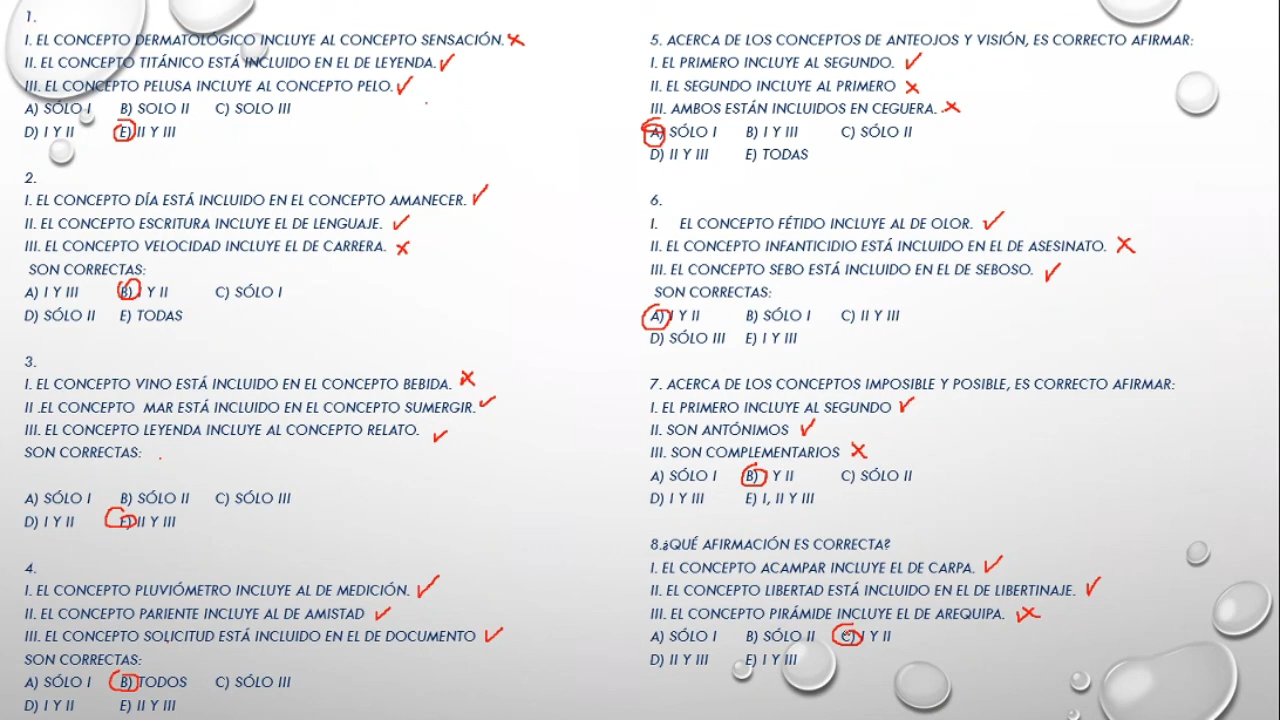 1.
I. EL CONCEPTO DERMATOLÓGICO INCLUYE AL CONCEPTO SENSACIÓN.
II. EL CONCEPTO TITÁNICO ESTÁ INCLUIDO EN EL DE LEYENDA.
III. EL CONCEPTO PELUSA INCLUYE AL CONCEPTO PELO.
A) SÓLO I B) SOLO II C) SOLO III
D) I Y II E) II Y III
2.
I. EL CONCEPTO DÍA ESTÁ INCLUIDO EN EL CONCEPTO AMANECER.
II. EL CONCEPTO ESCRITURA INCLUYE EL DE LENGUAJE.
III. EL CONCEPTO VELOCIDAD INCLUYE EL DE CARRERA.
SON CORRECTAS:
A) I Y III B) I Y II C) SÓLO I
D) SÓLO II E) TODAS
3.
I. EL CONCEPTO VINO ESTÁ INCLUIDO EN EL CONCEPTO BEBIDA.
II .EL CONCEPTO MAR ESTÁ INCLUIDO EN EL CONCEPTO SUMERGIR.
III. EL CONCEPTO LEYENDA INCLUYE AL CONCEPTO RELATO.
SON CORRECTAS:
A) SÓLO I B) SÓLO II C) SÓLO III
D) I Y II E) II Y III
4.
I. EL CONCEPTO PLUVIÓMETRO INCLUYE AL DE MEDICIÓN.
II. EL CONCEPTO PARIENTE INCLUYE AL DE AMISTAD
III. EL CONCEPTO SOLICITUD ESTÁ INCLUIDO EN EL DE DOCUMENTO
SON CORRECTAS:
A) SÓLO I B) TODOS C) SÓLO III
D) I Y II E) II Y III
5. ACERCA DE LOS CONCEPTOS DE ANTEOJOS Y VISIÓN, ES CORRECTO AFIRMAR:
I. EL PRIMERO INCLUYE AL SEGUNDO.
II. EL SEGUNDO INCLUYE AL PRIMERO
III. AMBOS ESTÁN INCLUIDOS EN CEGUERA.
A) SÓLO I B) I Y III C) SÓLO II
D) II Y III E) TODAS
6.
I. EL CONCEPTO FÉTIDO INCLUYE AL DE OLOR.
II. EL CONCEPTO INFANTICIDIO ESTÁ INCLUIDO EN EL DE ASESINATO.
III. EL CONCEPTO SEBO ESTÁ INCLUIDO EN EL DE SEBOSO.
SON CORRECTAS:
A) I Y II B) SÓLO I C) II Y III
D) SÓLO III E) I Y III
7. ACERCA DE LOS CONCEPTOS IMPOSIBLE Y POSIBLE, ES CORRECTO AFIRMAR:
I. EL PRIMERO INCLUYE AL SEGUNDO
II. SON ANTÓNIMOS
III. SON COMPLEMENTARIOS
A) SÓLO I B) I Y II C) SÓLO II
D) I Y III E) I, II Y III
8.¿QUÉ AFIRMACIÓN ES CORRECTA?
I. EL CONCEPTO ACAMPAR INCLUYE EL DE CARPA.
II. EL CONCEPTO LIBERTAD ESTÁ INCLUIDO EN EL DE LIBERTINAJE.
III. EL CONCEPTO PIRÁMIDE INCLUYE EL DE AREQUIPA.
A) SÓLO I B) SÓLO II C) I Y II
D) II Y III E) I Y III